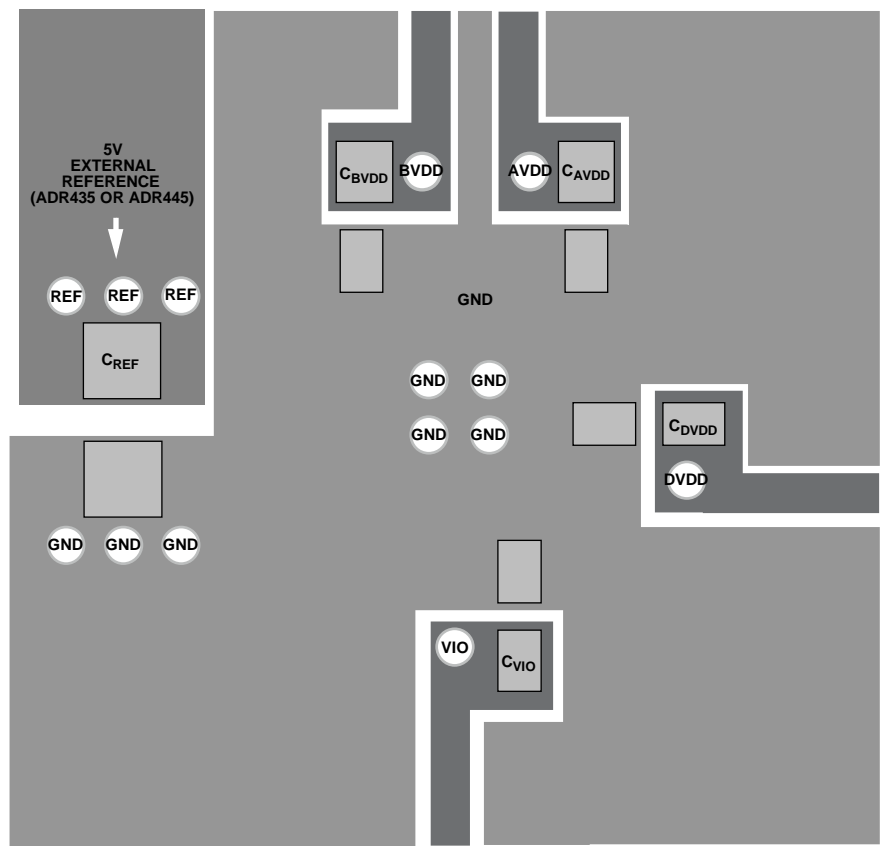 5V
EXTERNAL
REFERENCE
(ADR435 OR ADR445)
CBVDD
BVDD
AVDD
CAVDD
REF
REF
REF
GND
CREF
GND
GND
GND
GND
CDVDD
DVDD
GND
GND
GND
VIO
CVIO